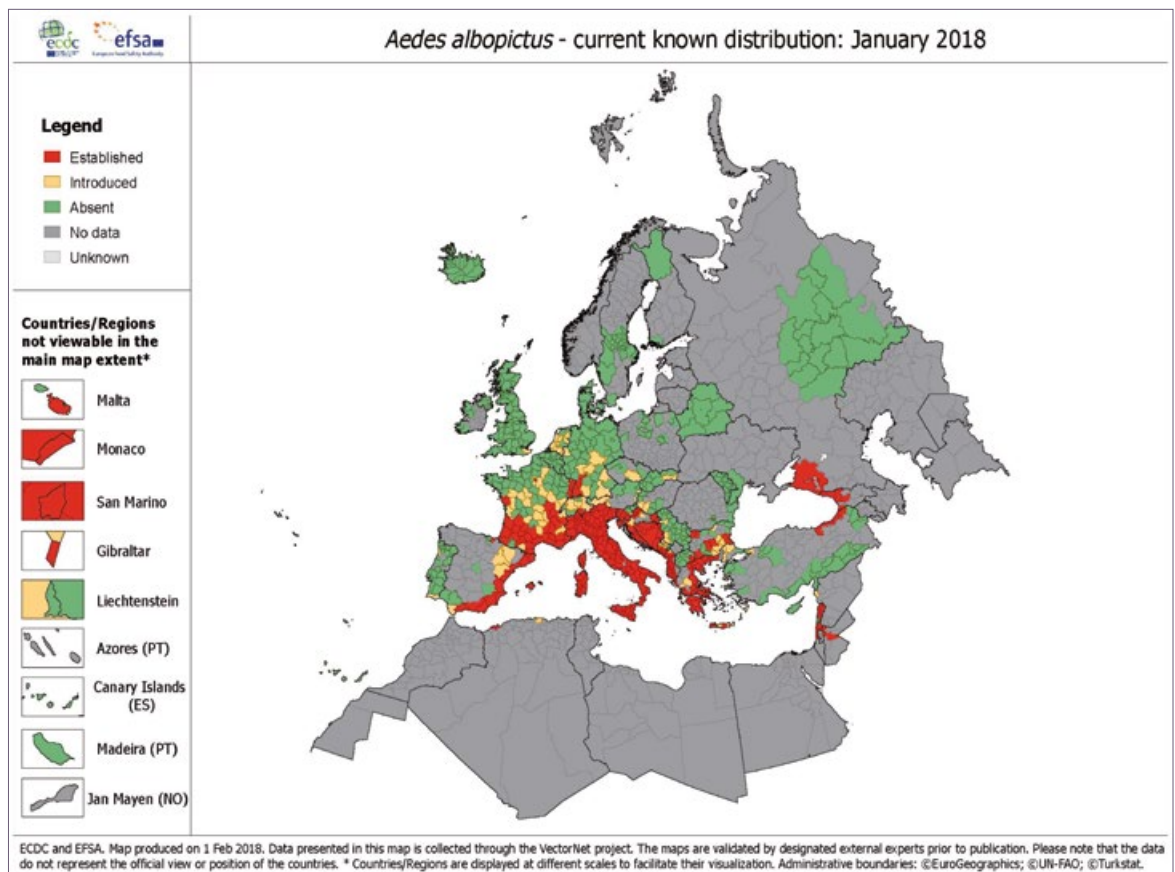 ecdc
efsa
Aedes albopictus - current known distribution: January 2018
Legend
Established
Introduced
Absent
No data
Unknown
Countries/Regions
not viewable in the
main map extent*
Malta
Monaco
San Marino
Gibraltar
Liechtenstein
Azores (PT)
Canary Islands
(ES)
Madeira (PT)
Jan Mayen (NO)
ECDC and EFSA. Map produced on 1 Feb 2018. Data presented in this map is collected through the VectorNet project. The maps are validated by designated external experts prior to publication. Please note that the data
do not represent the official view or position of the countries. * Countries/Regions are displayed at different scales to facilitate their visualization. Administrative boundaries: ©EuroGeographics; ©UN-FAO; ©Turkstat.